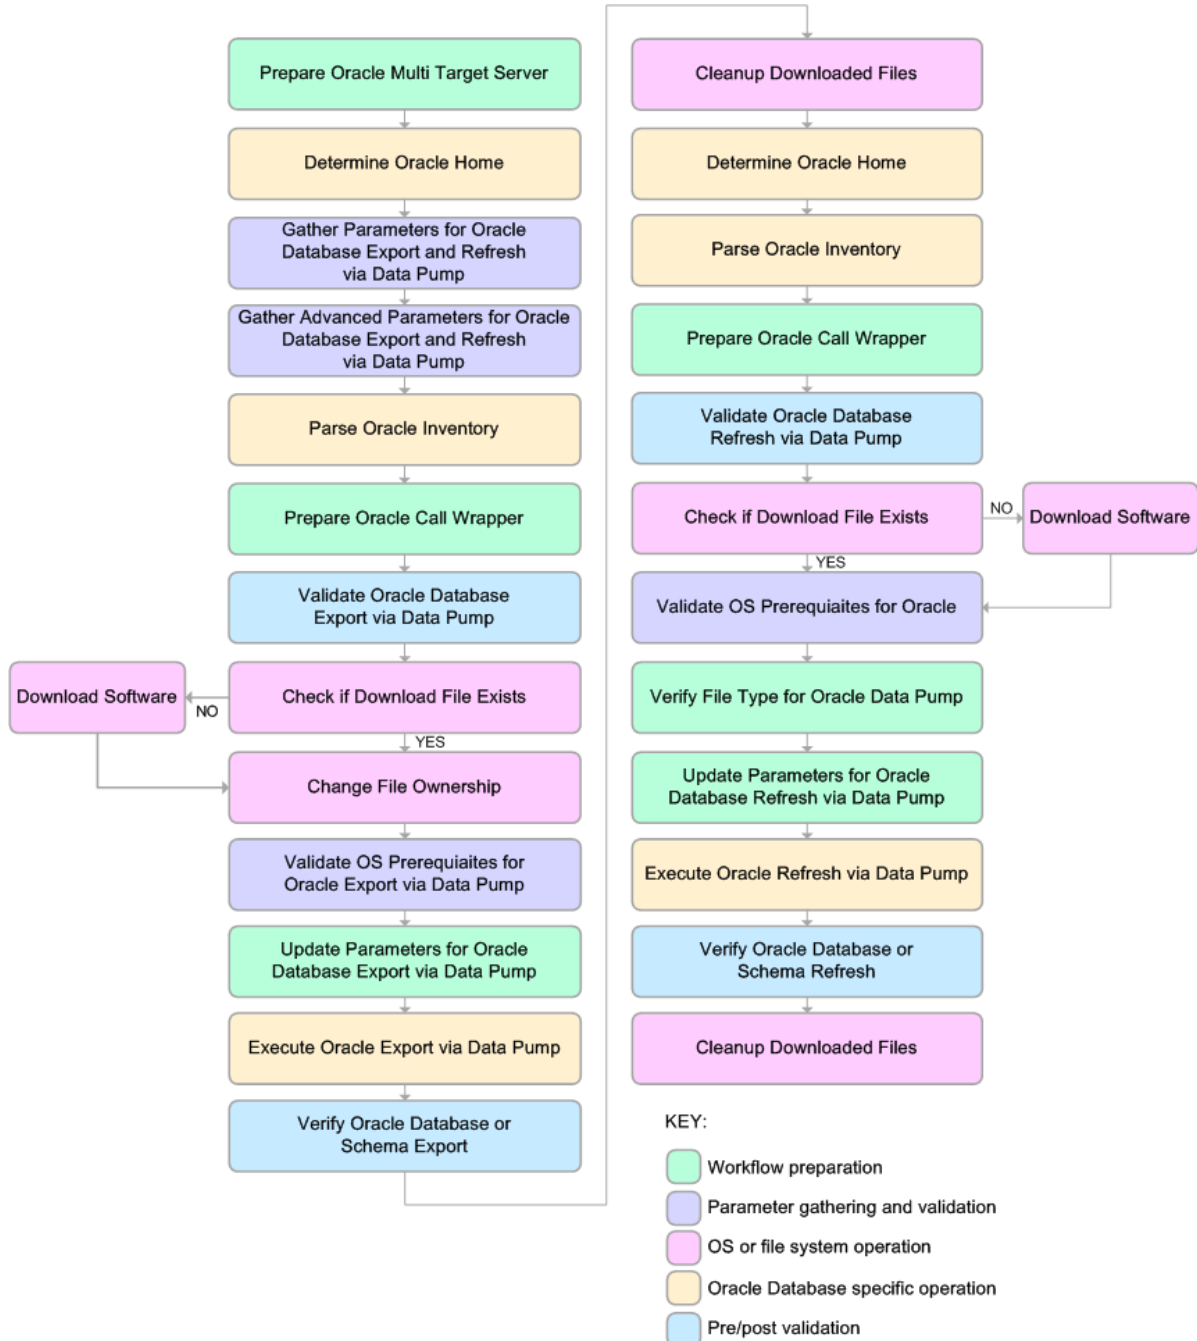 Prepare Oracle Multi Target Server
Determine Oracle Home
Gather Parameters for Oracle
Database Export and Refresh
via Data Pump
Gather Advanced Parameters for Oracle
Database Export and Refresh
via Data Pump
Parse Oracle Inventory
Prepare Oracle Call Wrapper
Validate Oracle Database
Export via Data Pump
Check if Download File Exists
NO
Download Software
YES
Change File Ownership
Validate OS Prerequiaites for
Oracle Export via Data Pump
Update Parameters for Oracle
Database Export via Data Pump
Execute Oracle Export via Data Pump
Verify Oracle Database or
Schema Export
Cleanup Downloaded Files
Determine Oracle Home
Parse Oracle Inventory
Prepare Oracle Call Wrapper
Validate Oracle Database
Refresh via Data Pump
Check if Download File Exists
NO
Download Software
YES
Validate OS Prerequiaites for Oracle
Verify File Type for Oracle Data Pump
Update Parameters for Oracle
Database Refresh via Data Pump
Execute Oracle Refresh via Data Pump
Verify Oracle Database or
Schema Refresh
Cleanup Downloaded Files
KEY:
Workflow preparation
Parameter gathering and validation
OS or file system operation
Oracle Database specific operation
Pre/post validation